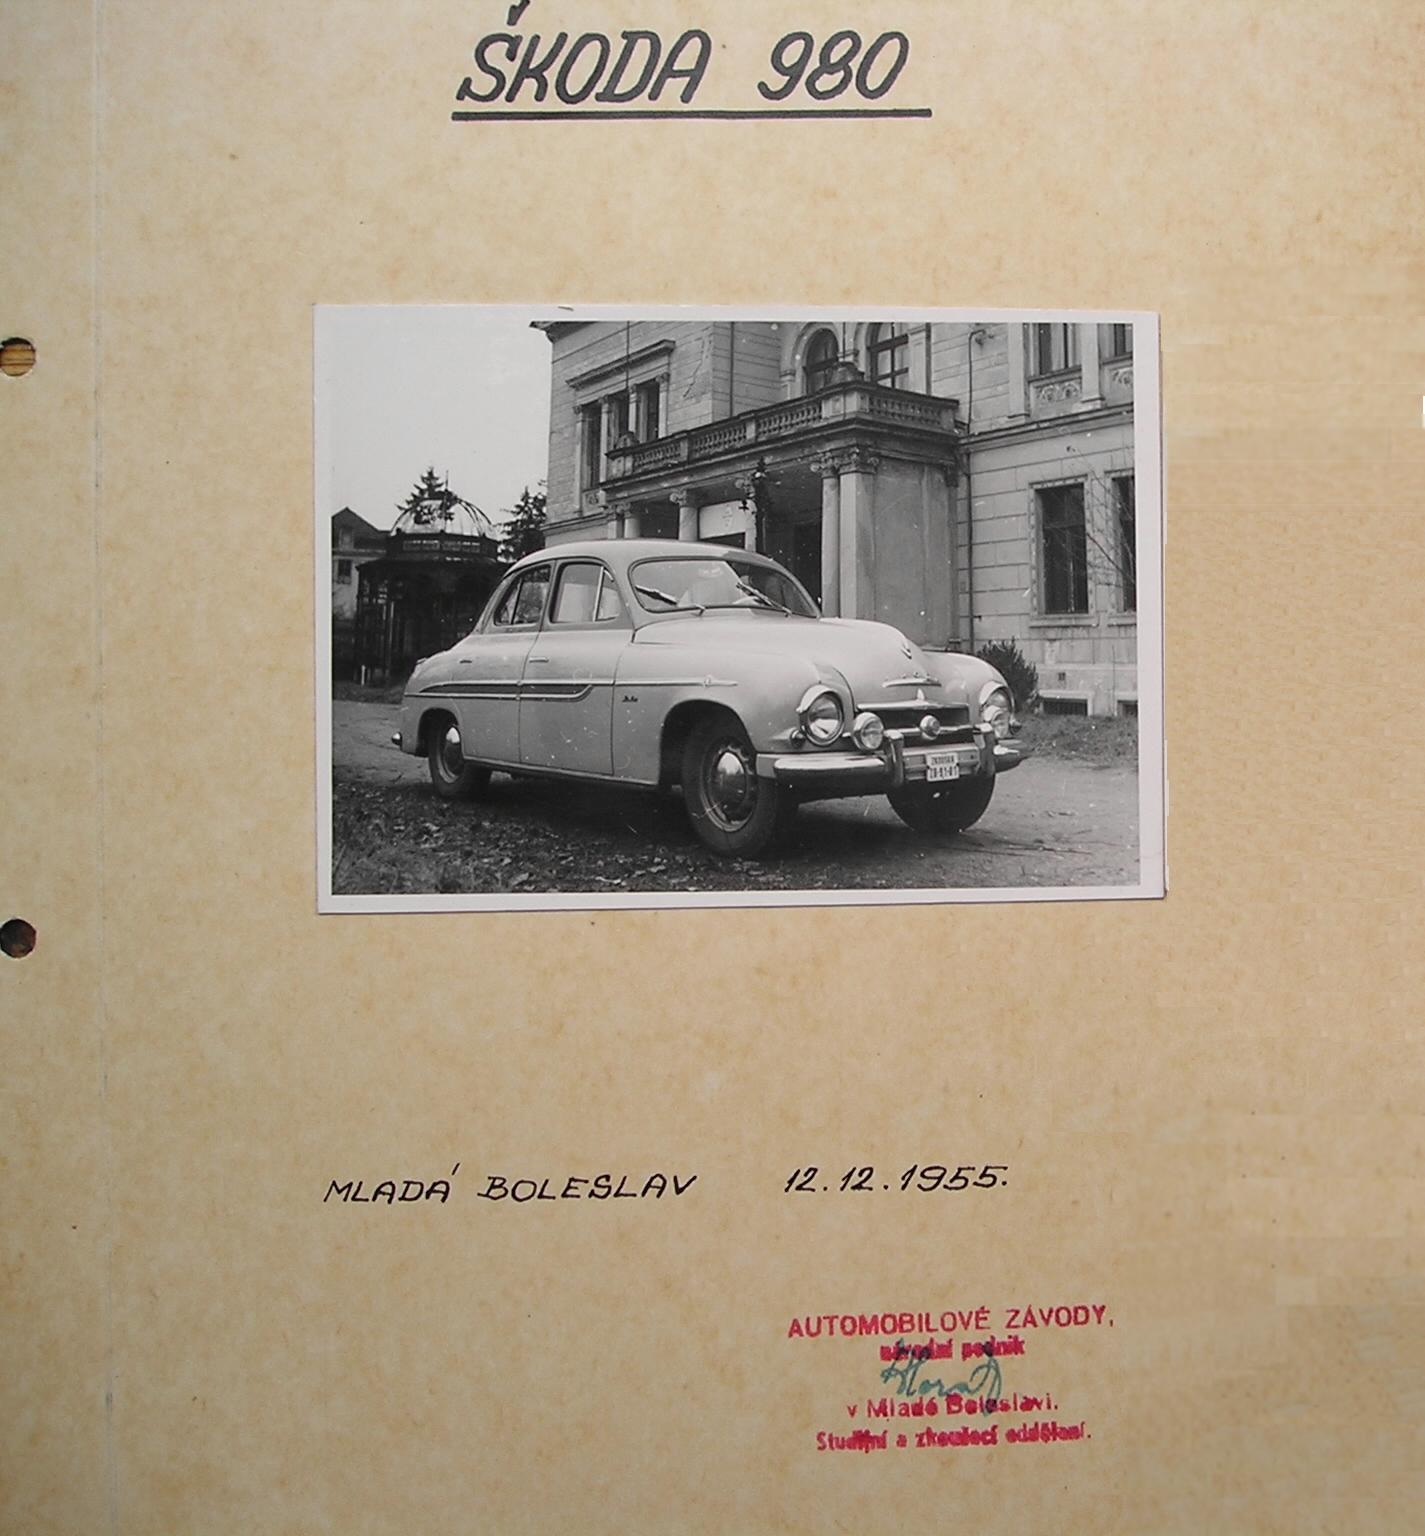 ŠKODA 980
MLADÁ BOLESLAV 12.12.1955.
AUTOMOBILOVÉ ZÁVODY,
národní podnik
v Mladé Boleslavi.
Studijní a zkoušecí oddělení.